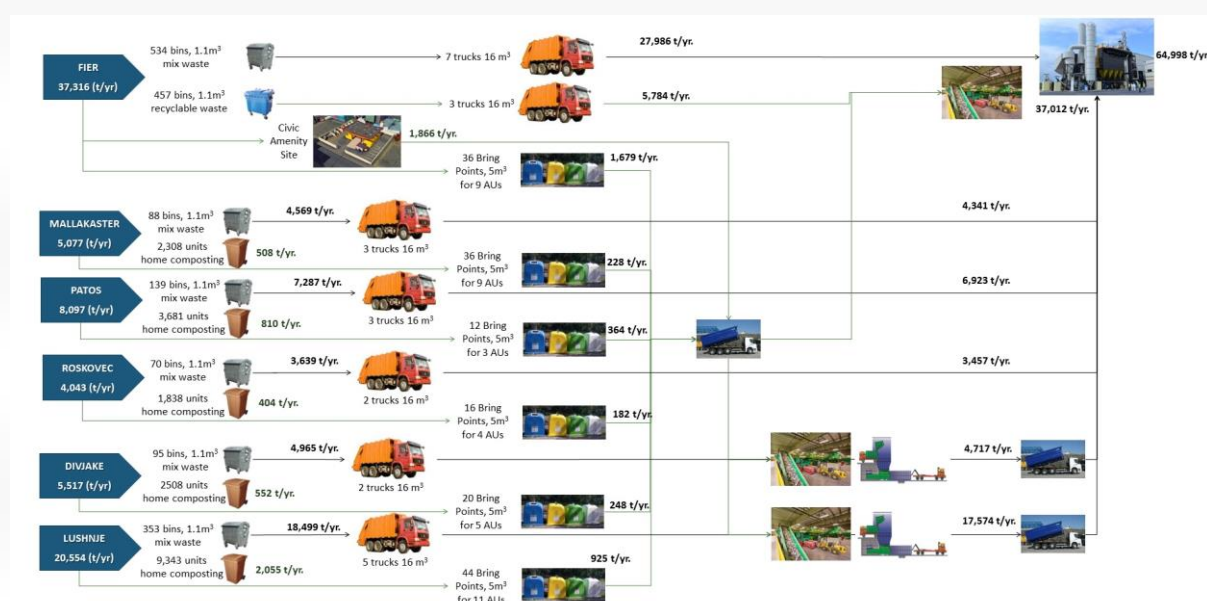 FIER
37,316 (t/yr)
534 bins, 1.1m³
mix waste
7 trucks 16 m³
27,986 t/yr.
64,998 t/yr.
457 bins, 1.1m³
recyclable waste
3 trucks 16 m³
5,784 t/yr.
37,012 t/yr.
Civic
Amenity
Site
1,866 t/yr.
36 Bring
Points, 5m³
for 9 AUs
1,679 t/yr.
MALLAKASTER
5,077 (t/yr)
88 bins, 1.1m³
mix waste
4,569 t/yr.
3 trucks 16 m³
4,341 t/yr.
2,308 units
home composting
508 t/yr.
36 Bring
Points, 5m³
for 9 AUs
228 t/yr.
PATOS
8,097 (t/yr)
139 bins, 1.1m³
mix waste
7,287 t/yr.
3 trucks 16 m³
6,923 t/yr.
3,681 units
home composting
810 t/yr.
12 Bring
Points, 5m³
for 3 AUs
364 t/yr.
ROSKOVEC
4,043 (t/yr)
70 bins, 1.1m³
mix waste
3,639 t/yr.
2 trucks 16 m³
3,457 t/yr.
1,838 units
home composting
404 t/yr.
16 Bring
Points, 5m³
for 4 AUs
182 t/yr.
DIVJAKE
5,517 (t/yr)
95 bins, 1.1m³
mix waste
4,965 t/yr.
2 trucks 16 m³
4,717 t/yr.
2508 units
home composting
552 t/yr.
20 Bring
Points, 5m³
for 5 AUs
248 t/yr.
LUSHNJE
20,554 (t/yr)
353 bins, 1.1m³
mix waste
18,499 t/yr.
5 trucks 16 m³
17,574 t/yr.
9,343 units
home composting
2,055 t/yr.
44 Bring
Points, 5m³
for 11 AUs
925 t/yr.